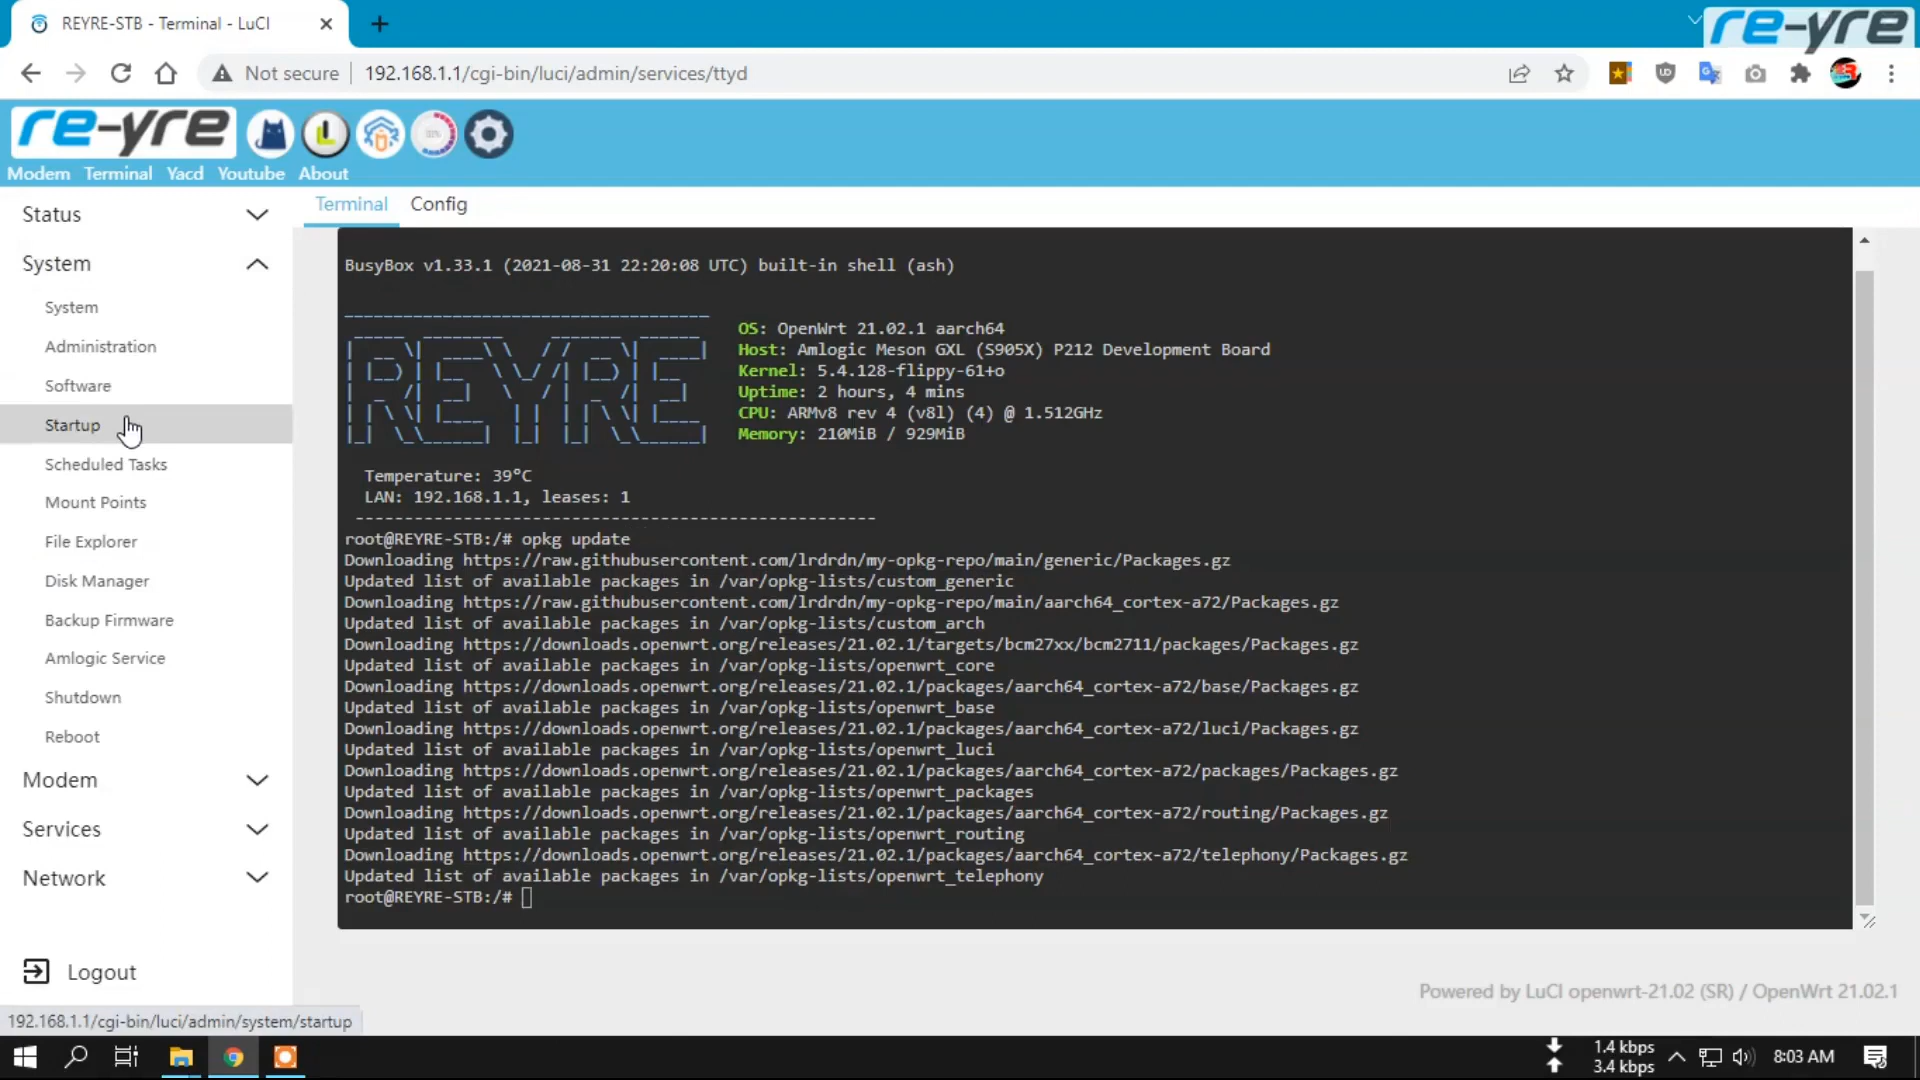 REYRE-STB - Terminal - LuCI
re-yre
Not secure
192.168.1.1/cgi-bin/luci/admin/services/ttyd
re-yre
Modem Terminal Yacd Youtube About
Status
System
System
Administration
Software
Startup
Scheduled Tasks
Mount Points
File Explorer
Disk Manager
Backup Firmware
Amlogic Service
Shutdown
Reboot
Modem
Services
Network
Logout
192.168.1.1/cgi-bin/luci/admin/system/startup
Terminal Config
BusyBox v1.33.1 (2021-08-31 22:20:08 UTC) built-in shell (ash)
REYRE
OS: OpenWrt 21.02.1 aarch64
Host: Amlogic Meson GXL (S905X) P212 Development Board
Kernel: 5.4.128-flippy-61+o
Uptime: 2 hours, 4 mins
CPU: ARMv8 rev 4 (v8l) (4) @ 1.512GHz
Memory: 210MiB / 929MiB
Temperature: 39°C
LAN: 192.168.1.1, leases: 1
-----------------------------------------------------
root@REYRE-STB:/# opkg update
Downloading https://raw.githubusercontent.com/lrdrdn/my-opkg-repo/main/generic/Packages.gz
Updated list of available packages in /var/opkg-lists/custom_generic
Downloading https://raw.githubusercontent.com/lrdrdn/my-opkg-repo/main/aarch64_cortex-a72/Packages.gz
Updated list of available packages in /var/opkg-lists/custom_arch
Downloading https://downloads.openwrt.org/releases/21.02.1/targets/bcm27xx/bcm2711/packages/Packages.gz
Updated list of available packages in /var/opkg-lists/openwrt_core
Downloading https://downloads.openwrt.org/releases/21.02.1/packages/aarch64_cortex-a72/base/Packages.gz
Updated list of available packages in /var/opkg-lists/openwrt_base
Downloading https://downloads.openwrt.org/releases/21.02.1/packages/aarch64_cortex-a72/luci/Packages.gz
Updated list of available packages in /var/opkg-lists/openwrt_luci
Downloading https://downloads.openwrt.org/releases/21.02.1/packages/aarch64_cortex-a72/packages/Packages.gz
Updated list of available packages in /var/opkg-lists/openwrt_packages
Downloading https://downloads.openwrt.org/releases/21.02.1/packages/aarch64_cortex-a72/routing/Packages.gz
Updated list of available packages in /var/opkg-lists/openwrt_routing
Downloading https://downloads.openwrt.org/releases/21.02.1/packages/aarch64_cortex-a72/telephony/Packages.gz
Updated list of available packages in /var/opkg-lists/openwrt_telephony
root@REYRE-STB:/#
Powered by LuCI openwrt-21.02 (SR) / OpenWrt 21.02.1
1.4 kbps
3.4 kbps
8:03 AM